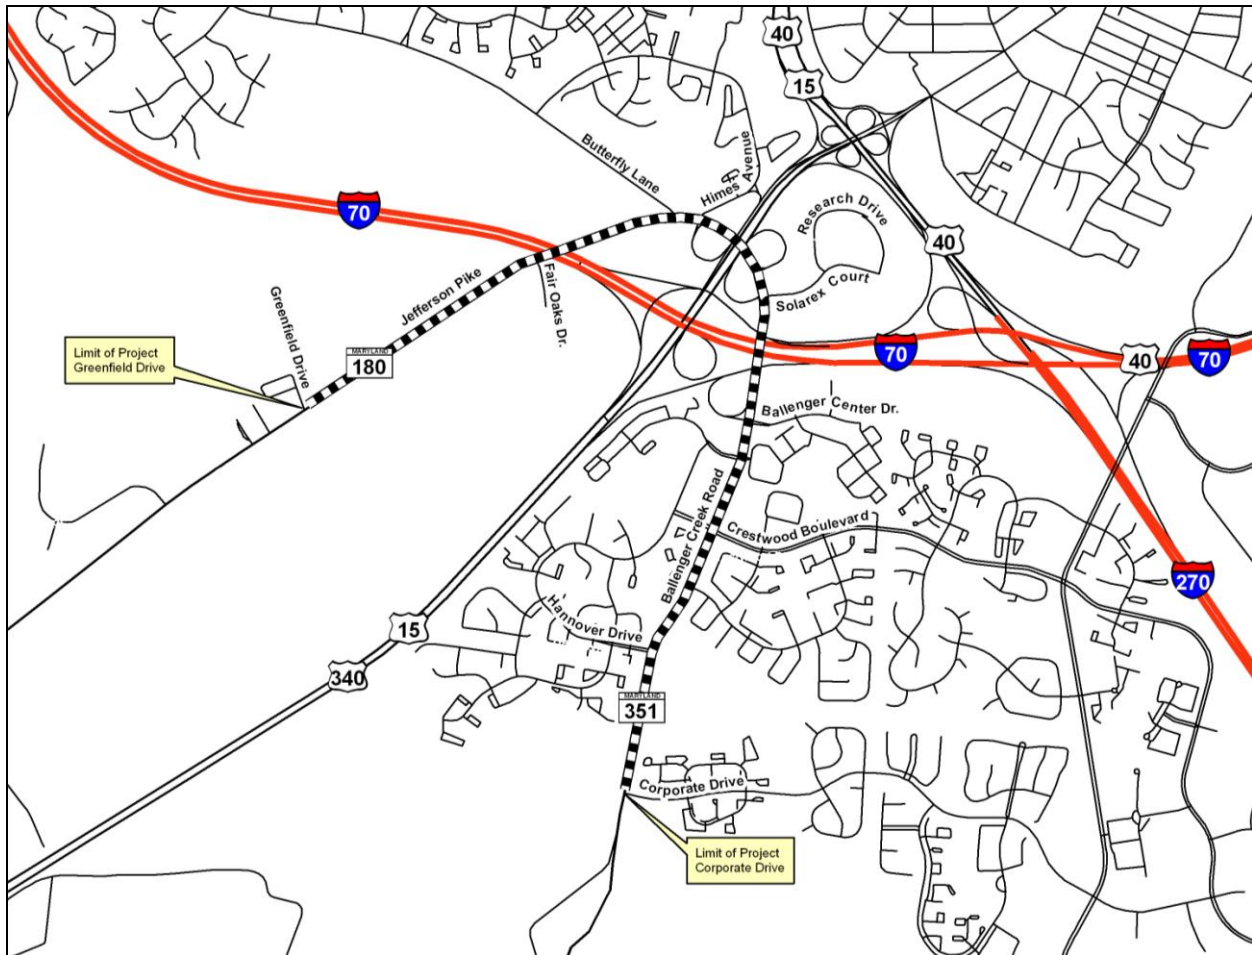 40
15
Butterfly Lane
Himes Avenue
Research Drive
70
40
Solarex Court
Fair Oaks Dr.
Jefferson Pike
Greenfield Drive
Limit of Project
Greenfield Drive
MARYLAND
180
70
40
70
Ballenger Center Dr.
Ballenger Creek Road
Crestwood Boulevard
270
Hannover Drive
15
340
MARYLAND
351
Corporate Drive
Limit of Project
Corporate Drive